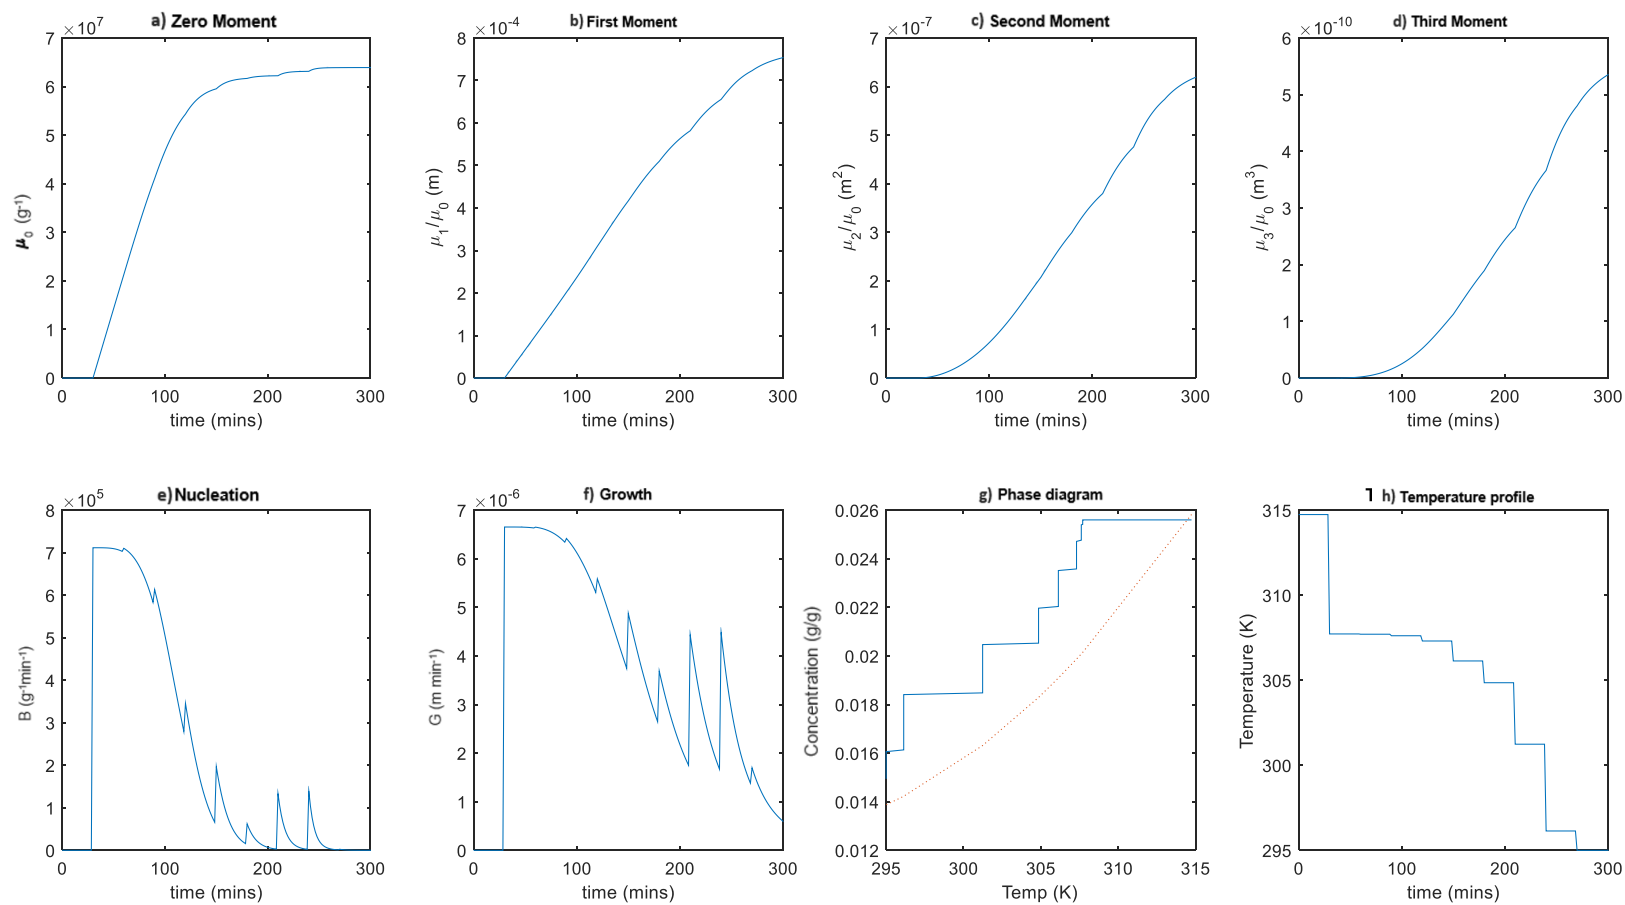 a) Zero Moment
×10⁷
7
6
5
4
3
2
1
0
0 100 200 300
μ₀ (g⁻¹)
time (mins)
b) First Moment
×10⁻⁴
8
7
6
5
4
3
2
1
0
0 100 200 300
μ₁/μ₀ (m)
time (mins)
c) Second Moment
×10⁻⁷
7
6
5
4
3
2
1
0
0 100 200 300
μ₂/μ₀ (m²)
time (mins)
d) Third Moment
×10⁻¹⁰
6
5
4
3
2
1
0
0 100 200 300
μ₃/μ₀ (m³)
time (mins)
e) Nucleation
×10⁵
8
7
6
5
4
3
2
1
0
0 100 200 300
B (g⁻¹min⁻¹)
time (mins)
f) Growth
×10⁻⁶
7
6
5
4
3
2
1
0
0 100 200 300
G (m min⁻¹)
time (mins)
g) Phase diagram
0.026
0.024
0.022
0.02
0.018
0.016
0.014
0.012
295 300 305 310 315
Concentration (g/g)
Temp (K)
h) Temperature profile
315
310
305
300
295
0 100 200 300
Temperature (K)
time (mins)